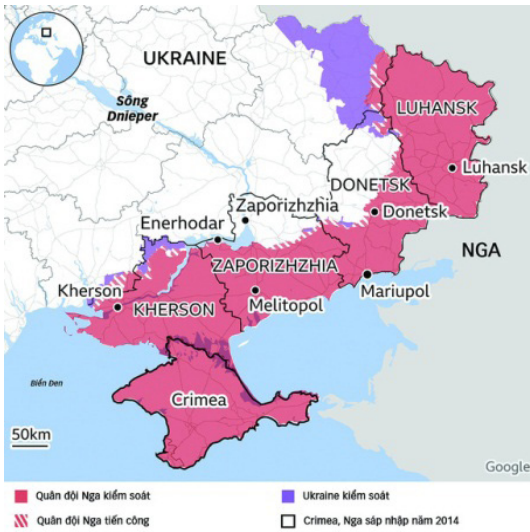 UKRAINE
Sông
Dnieper
LUHANSK
Luhansk
DONETSK
Donetsk
Zaporizhzhia
Enerhodar
NGA
ZAPORIZHZHIA
Mariupol
Kherson
KHERSON
Melitopol
Biển Đen
Crimea
50km
Google
Quân đội Nga kiểm soát
Ukraine kiểm soát
Quân đội Nga tiến công
Crimea, Nga sáp nhập năm 2014